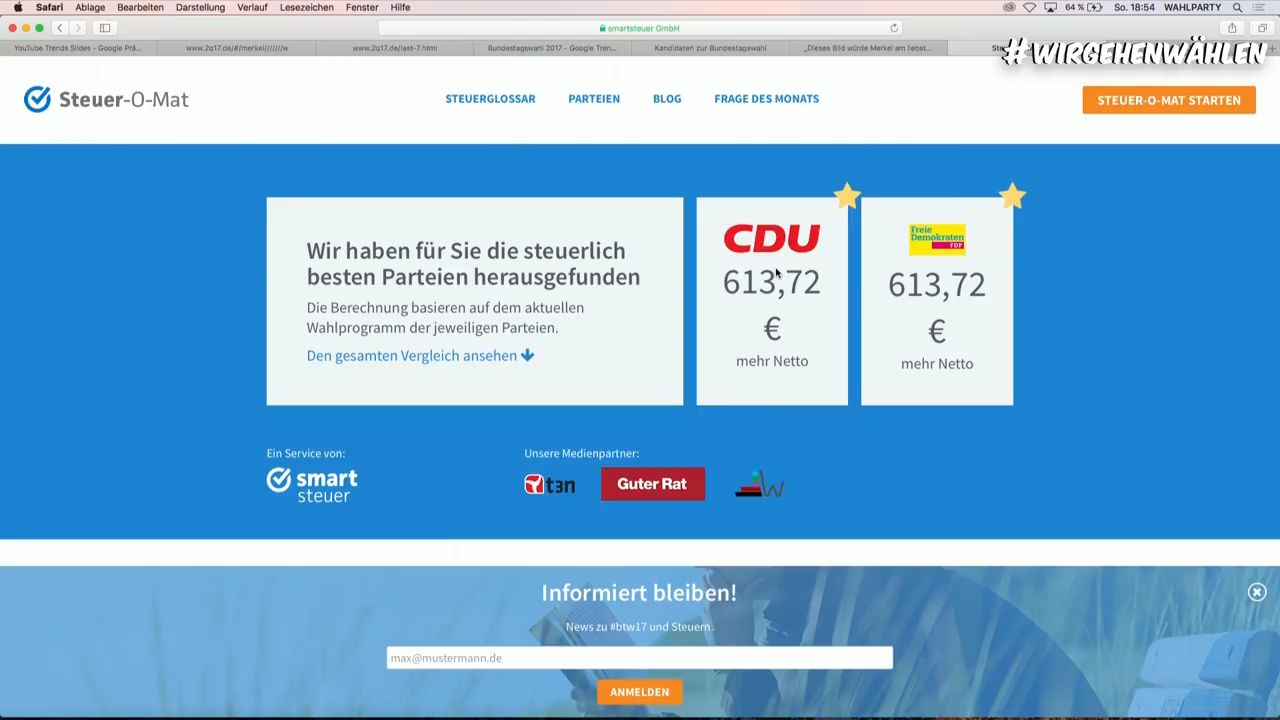 Safari Ablage Bearbeiten Darstellung Verlauf Lesezeichen Fenster Hilfe 64 % So. 18:54 WAHLPARTY
smartsteuer GmbH
YouTube Trends Slides - Google Prä... www.2q17.de/#/merkel///////w www.2q17.de/last-7.html Bundestagswahl 2017 - Google Tren... Kandidaten zur Bundestagswahl „Dieses Bild würde Merkel am liebst...
#WIRGEHENWÄHLEN
Steuer-O-Mat
STEUERGLOSSAR PARTEIEN BLOG FRAGE DES MONATS
STEUER-O-MAT STARTEN
Wir haben für Sie die steuerlich
besten Parteien herausgefunden
Die Berechnung basieren auf dem aktuellen
Wahlprogramm der jeweiligen Parteien.
Den gesamten Vergleich ansehen
CDU
613,72
€
mehr Netto
Freie
Demokraten
FDP
613,72
€
mehr Netto
Ein Service von:
smart
steuer
Unsere Medienpartner:
t3n
Guter Rat
W
Informiert bleiben!
News zu #btw17 und Steuern.
max@mustermann.de
ANMELDEN